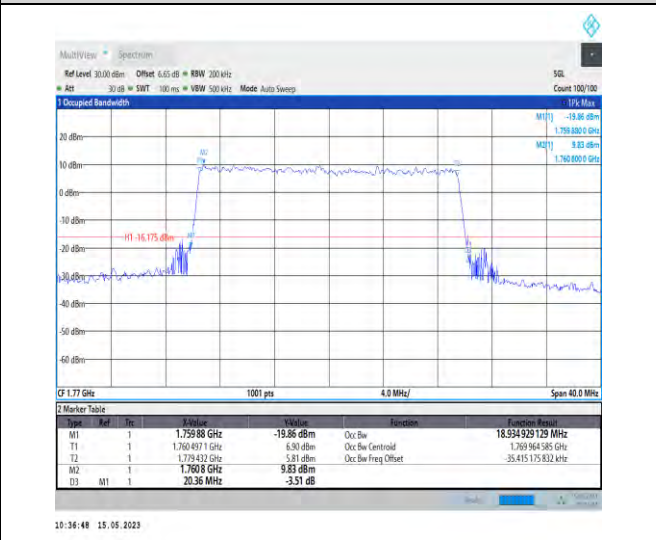 MultiView Spectrum
Ref Level 30.00 dBm Offset 6.65 dB RBW 200 kHz SGL
Att 30 dB SWT 100 ms VBW 500 kHz Mode Auto Sweep Count 100/100
1 Occupied Bandwidth 1Pk Max
M1[1] -19.86 dBm
1.759 880 0 GHz
M2[1] 9.83 dBm
1.760 800 0 GHz
20 dBm
M2
10 dBm
0 dBm
-10 dBm
H1 -16.175 dBm
-20 dBm
-30 dBm
-40 dBm
-50 dBm
-60 dBm
CF 1.77 GHz 1001 pts 4.0 MHz/ Span 40.0 MHz
2 Marker Table
Type Ref Trc X-Value Y-Value Function Function Result
M1 1 1.75988 GHz -19.86 dBm Occ Bw 18.934 929 129 MHz
T1 1 1.760 497 1 GHz 6.90 dBm Occ Bw Centroid 1.769 964 585 GHz
T2 1 1.779 432 GHz 5.81 dBm Occ Bw Freq Offset -35.415 175 832 kHz
M2 1 1.7608 GHz 9.83 dBm
D3 M1 1 20.36 MHz -3.51 dB
10:36:48 15.05.2023